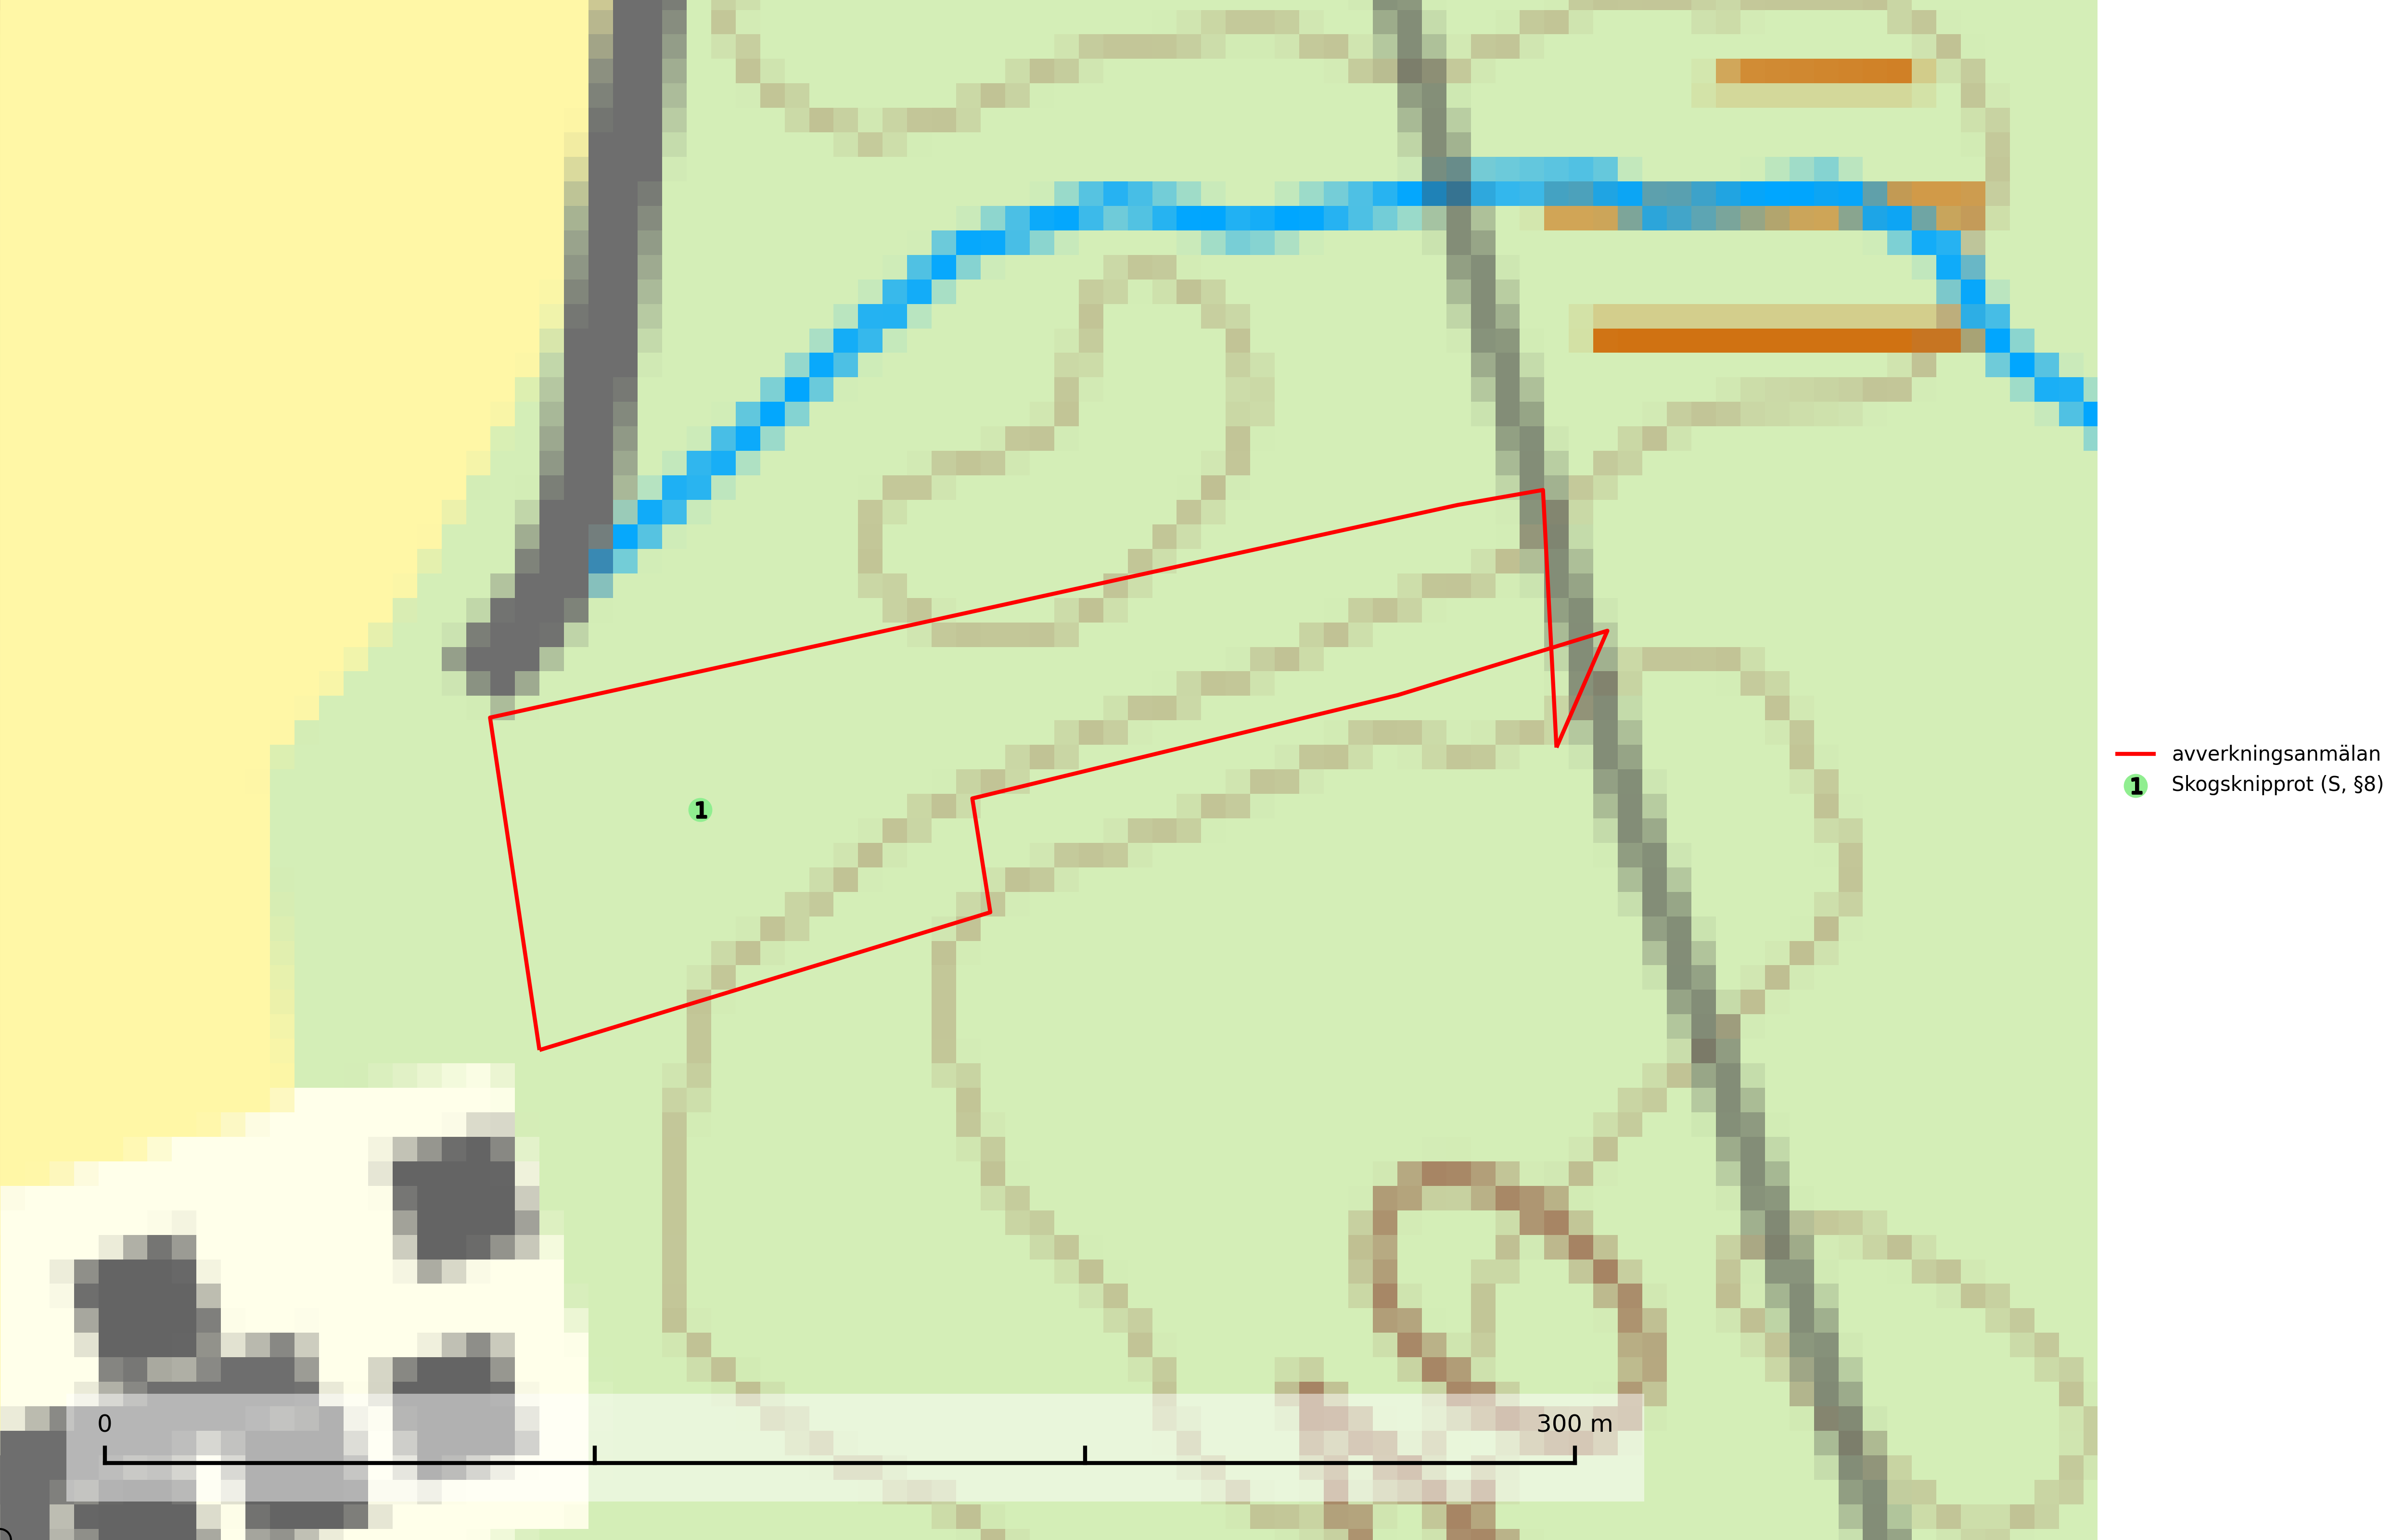 1
avverkningsanmälan
1 Skogsknipprot (S, §8)
0 300 m